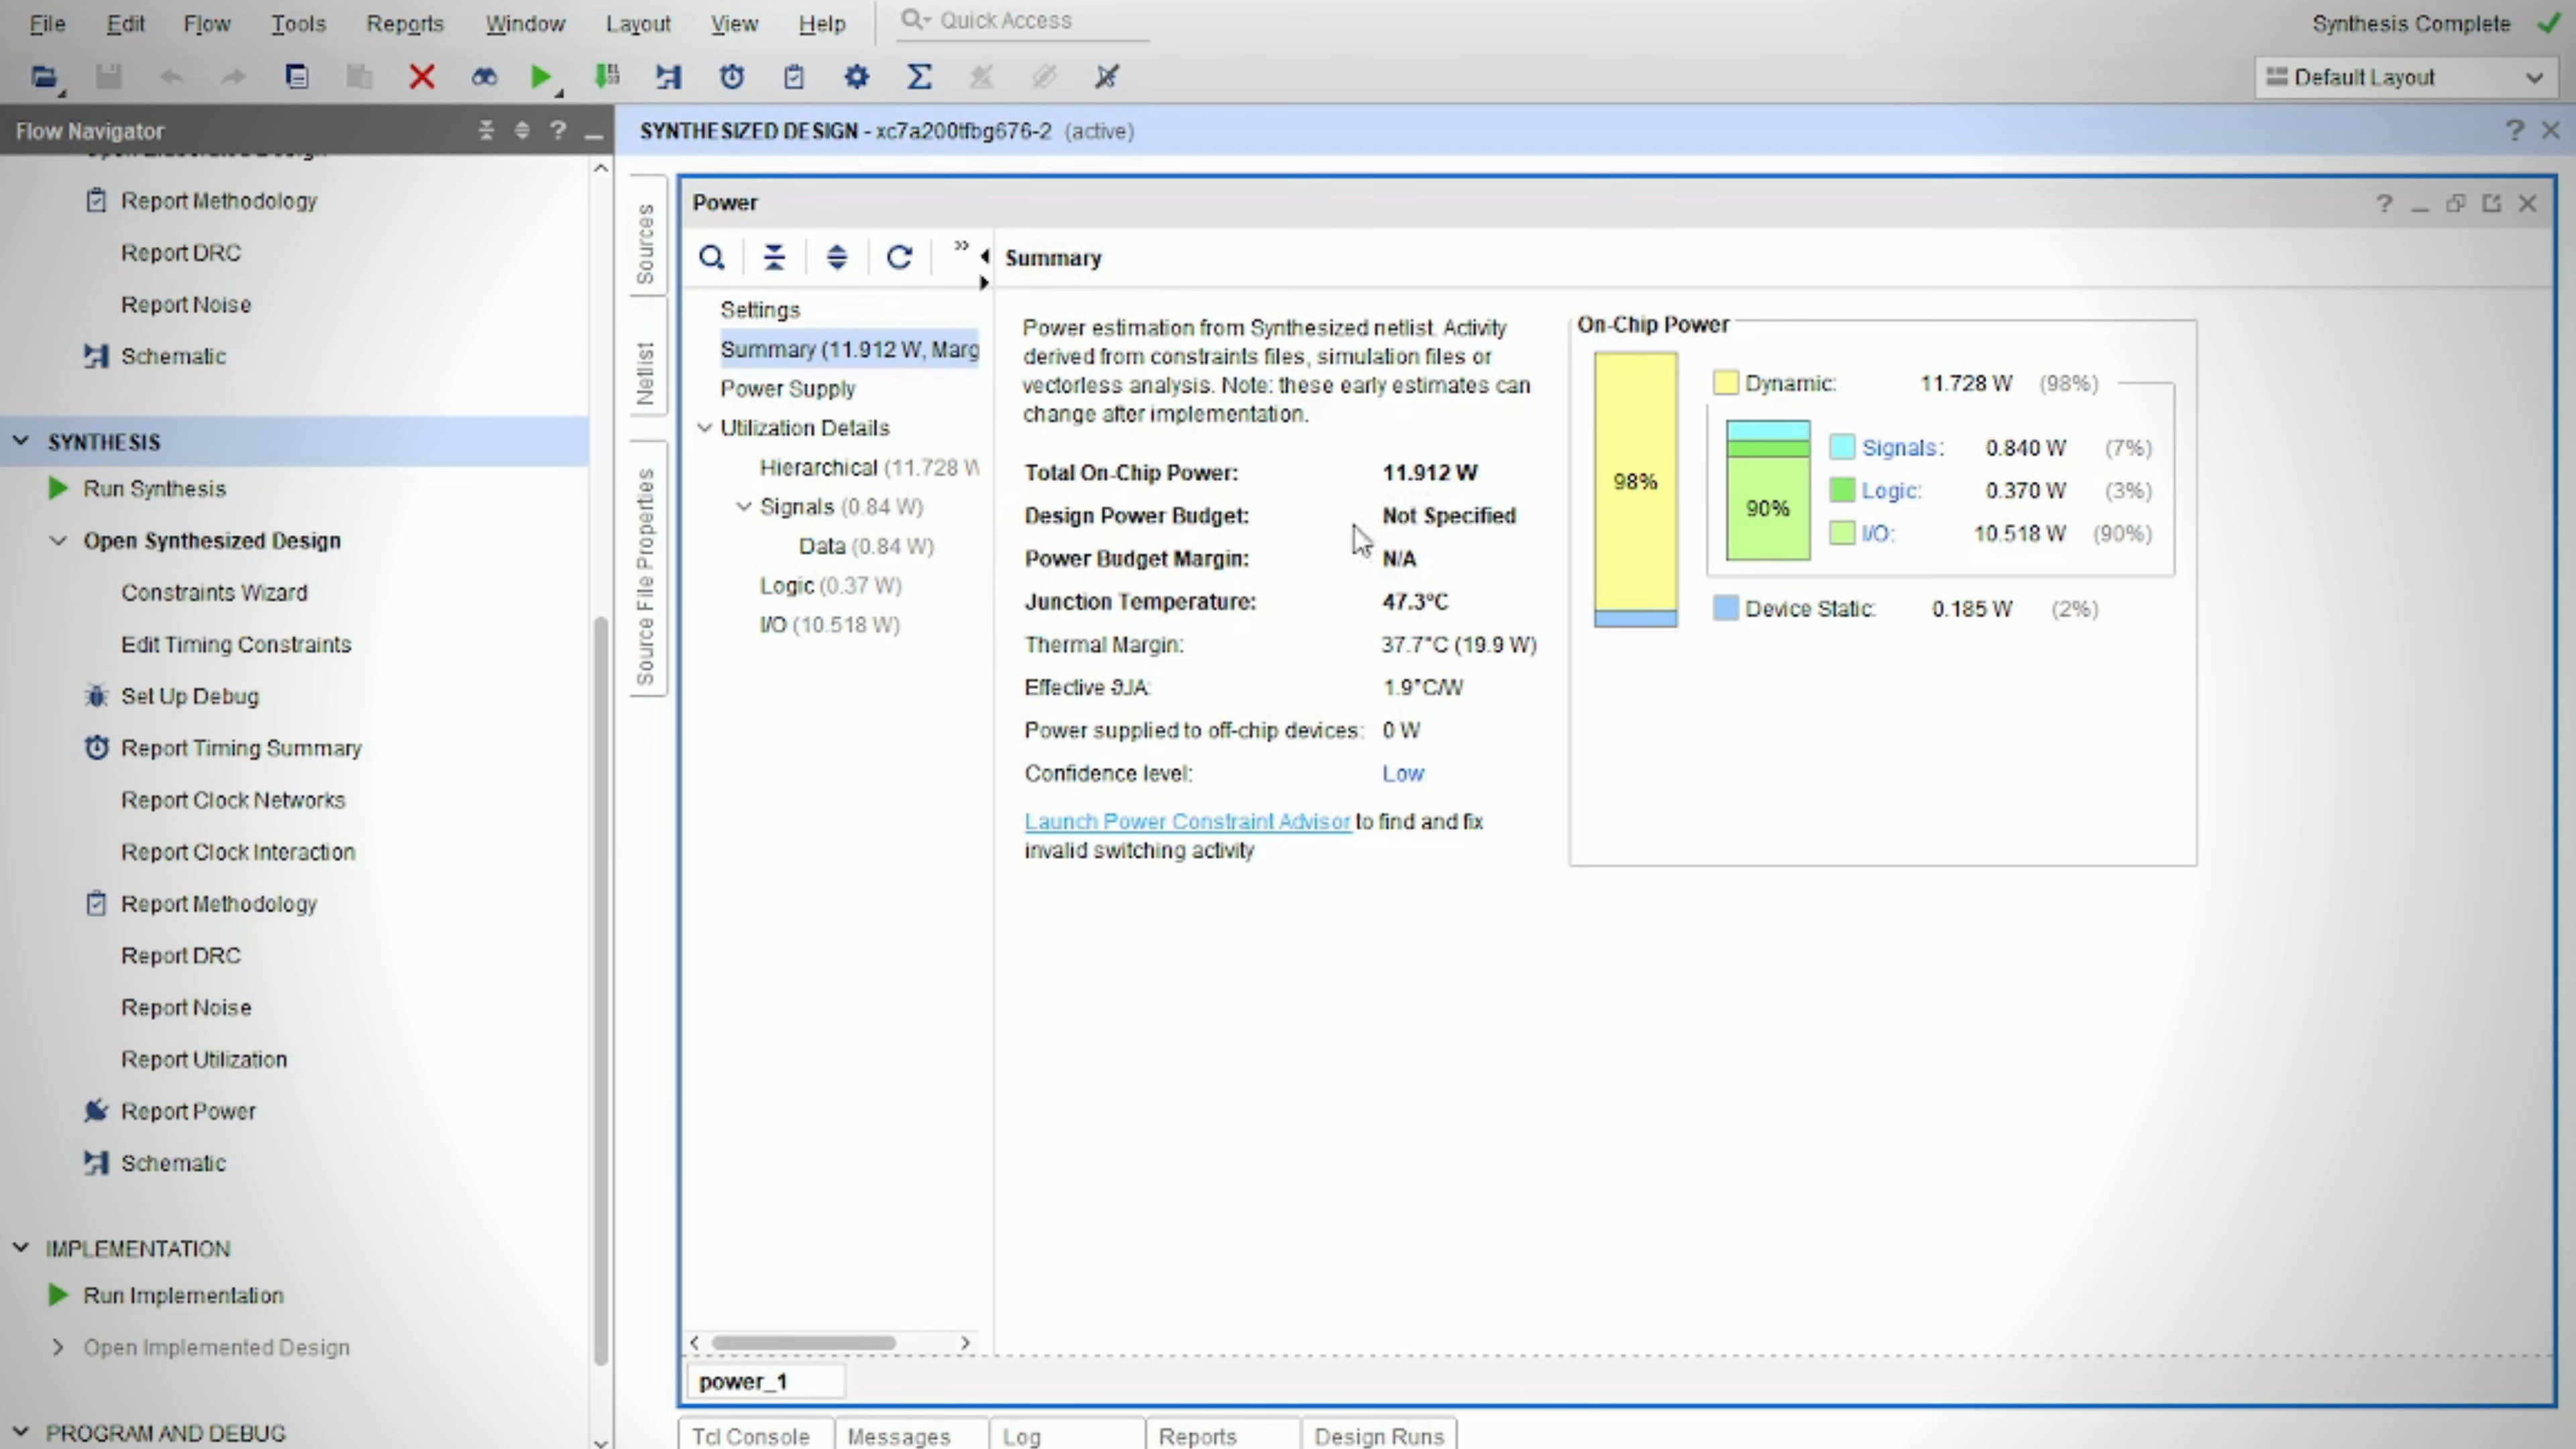 File Edit Flow Tools Reports Window Layout View Help Quick Access Synthesis Complete
Default Layout
Flow Navigator
Report Methodology
Report DRC
Report Noise
Schematic
SYNTHESIS
Run Synthesis
Open Synthesized Design
Constraints Wizard
Edit Timing Constraints
Set Up Debug
Report Timing Summary
Report Clock Networks
Report Clock Interaction
Report Methodology
Report DRC
Report Noise
Report Utilization
Report Power
Schematic
IMPLEMENTATION
Run Implementation
Open Implemented Design
PROGRAM AND DEBUG
SYNTHESIZED DESIGN - xc7a200tfbg676-2 (active)
Sources
Netlist
Source File Properties
Power
Settings
Summary (11.912 W, Marg
Power Supply
Utilization Details
Hierarchical (11.728 W
Signals (0.84 W)
Data (0.84 W)
Logic (0.37 W)
I/O (10.518 W)
Summary
Power estimation from Synthesized netlist. Activity
derived from constraints files, simulation files or
vectorless analysis. Note: these early estimates can
change after implementation.
Total On-Chip Power: 11.912 W
Design Power Budget: Not Specified
Power Budget Margin: N/A
Junction Temperature: 47.3°C
Thermal Margin: 37.7°C (19.9 W)
Effective ϑJA: 1.9°C/W
Power supplied to off-chip devices: 0 W
Confidence level: Low
Launch Power Constraint Advisor to find and fix
invalid switching activity
On-Chip Power
98%
90%
Dynamic: 11.728 W (98%)
Signals: 0.840 W (7%)
Logic: 0.370 W (3%)
I/O: 10.518 W (90%)
Device Static: 0.185 W (2%)
power_1
Tcl Console Messages Log Reports Design Runs